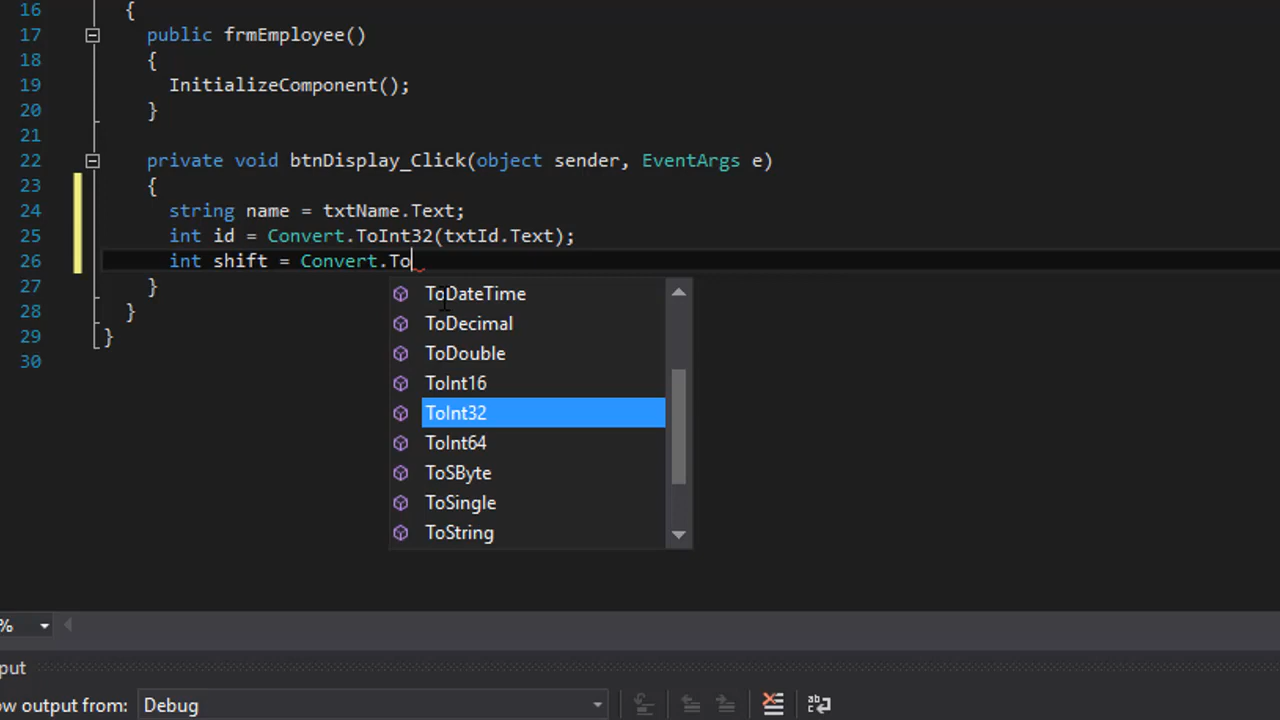 16 {
17 public frmEmployee()
18 {
19 InitializeComponent();
20 }
21
22 private void btnDisplay_Click(object sender, EventArgs e)
23 {
24 string name = txtName.Text;
25 int id = Convert.ToInt32(txtId.Text);
26 int shift = Convert.To
27 }
28 }
29 }
30
ToDateTime
ToDecimal
ToDouble
ToInt16
ToInt32
ToInt64
ToSByte
ToSingle
ToString
%
put
ow output from: Debug